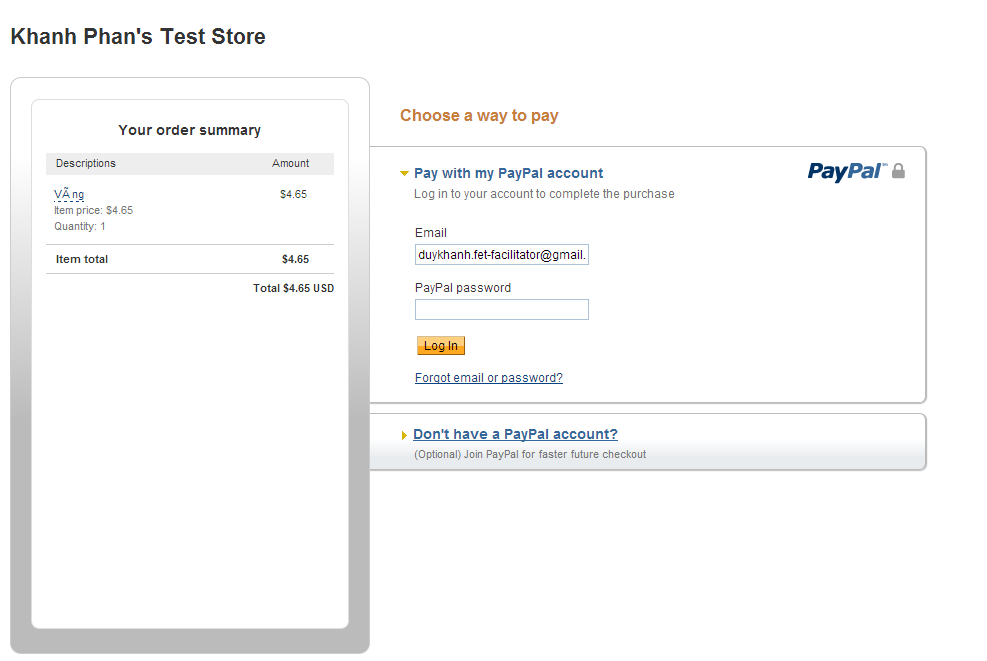 Khanh Phan's Test Store
Your order summary
Descriptions Amount
VÃ ng $4.65
Item price: $4.65
Quantity: 1
Item total $4.65
Total $4.65 USD
Choose a way to pay
Pay with my PayPal account
PayPal™
Log in to your account to complete the purchase
Email
duykhanh.fet-facilitator@gmail.
PayPal password
Log In
Forgot email or password?
Don't have a PayPal account?
(Optional) Join PayPal for faster future checkout